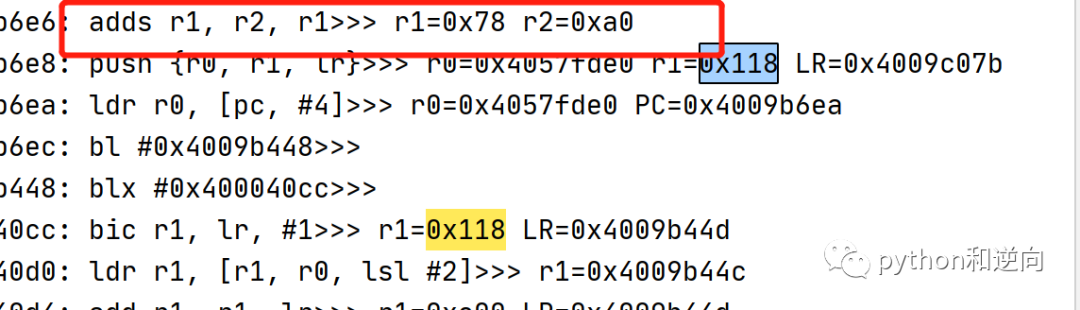 b6e6: adds r1, r2, r1>>> r1=0x78 r2=0xa0
b6e8: push {r0, r1, lr}>>> r0=0x4057fde0 r1=0x118 LR=0x4009c07b
b6ea: ldr r0, [pc, #4]>>> r0=0x4057fde0 PC=0x4009b6ea
b6ec: bl #0x4009b448>>>
b448: blx #0x400040cc>>>
40cc: bic r1, lr, #1>>> r1=0x118 LR=0x4009b44d
40d0: ldr r1, [r1, r0, lsl #2]>>> r1=0x4009b44c
python和逆向